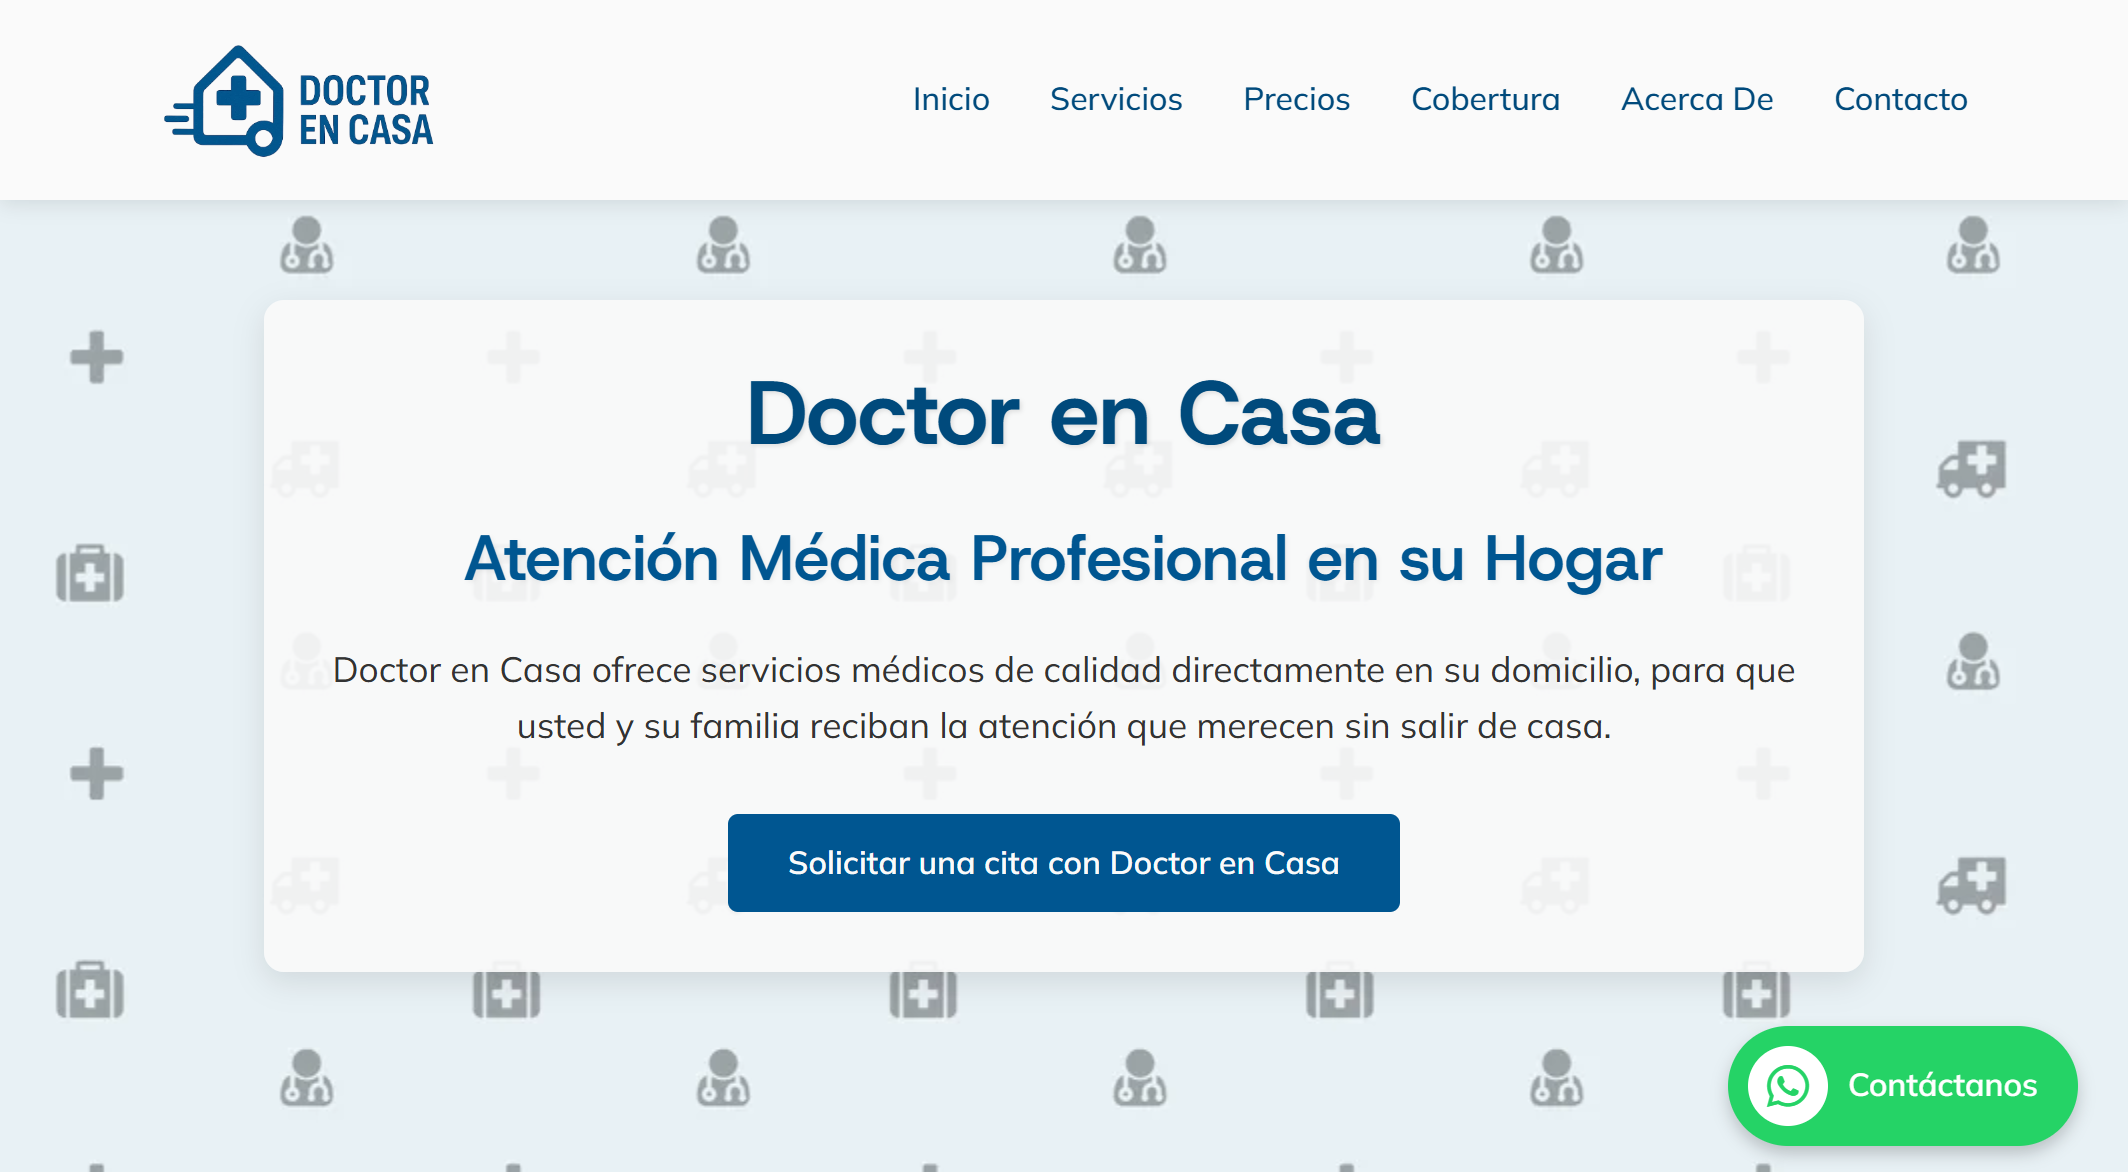 DOCTOR
EN CASA
Inicio Servicios Precios Cobertura Acerca De Contacto
Doctor en Casa
Atención Médica Profesional en su Hogar
Doctor en Casa ofrece servicios médicos de calidad directamente en su domicilio, para que
usted y su familia reciban la atención que merecen sin salir de casa.
Solicitar una cita con Doctor en Casa
Contáctanos